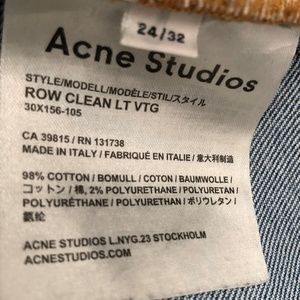 24/32
Acne Studios
STYLE/MODELL/MODÈLE/STIL/スタイル
ROW CLEAN LT VTG
30X156-105
CA 39815 / RN 131738
MADE IN ITALY / FABRIQUÉ EN ITALIE / 意大利制造
98% COTTON / BOMULL / COTON / BAUMWOLLE /
コットン / 棉, 2% POLYURETHANE / POLYURETAN /
POLYURÉTHANE / POLYURETHAN / ポリウレタン /
氨纶
ACNE STUDIOS L.NYG.23 STOCKHOLM
ACNESTUDIOS.COM